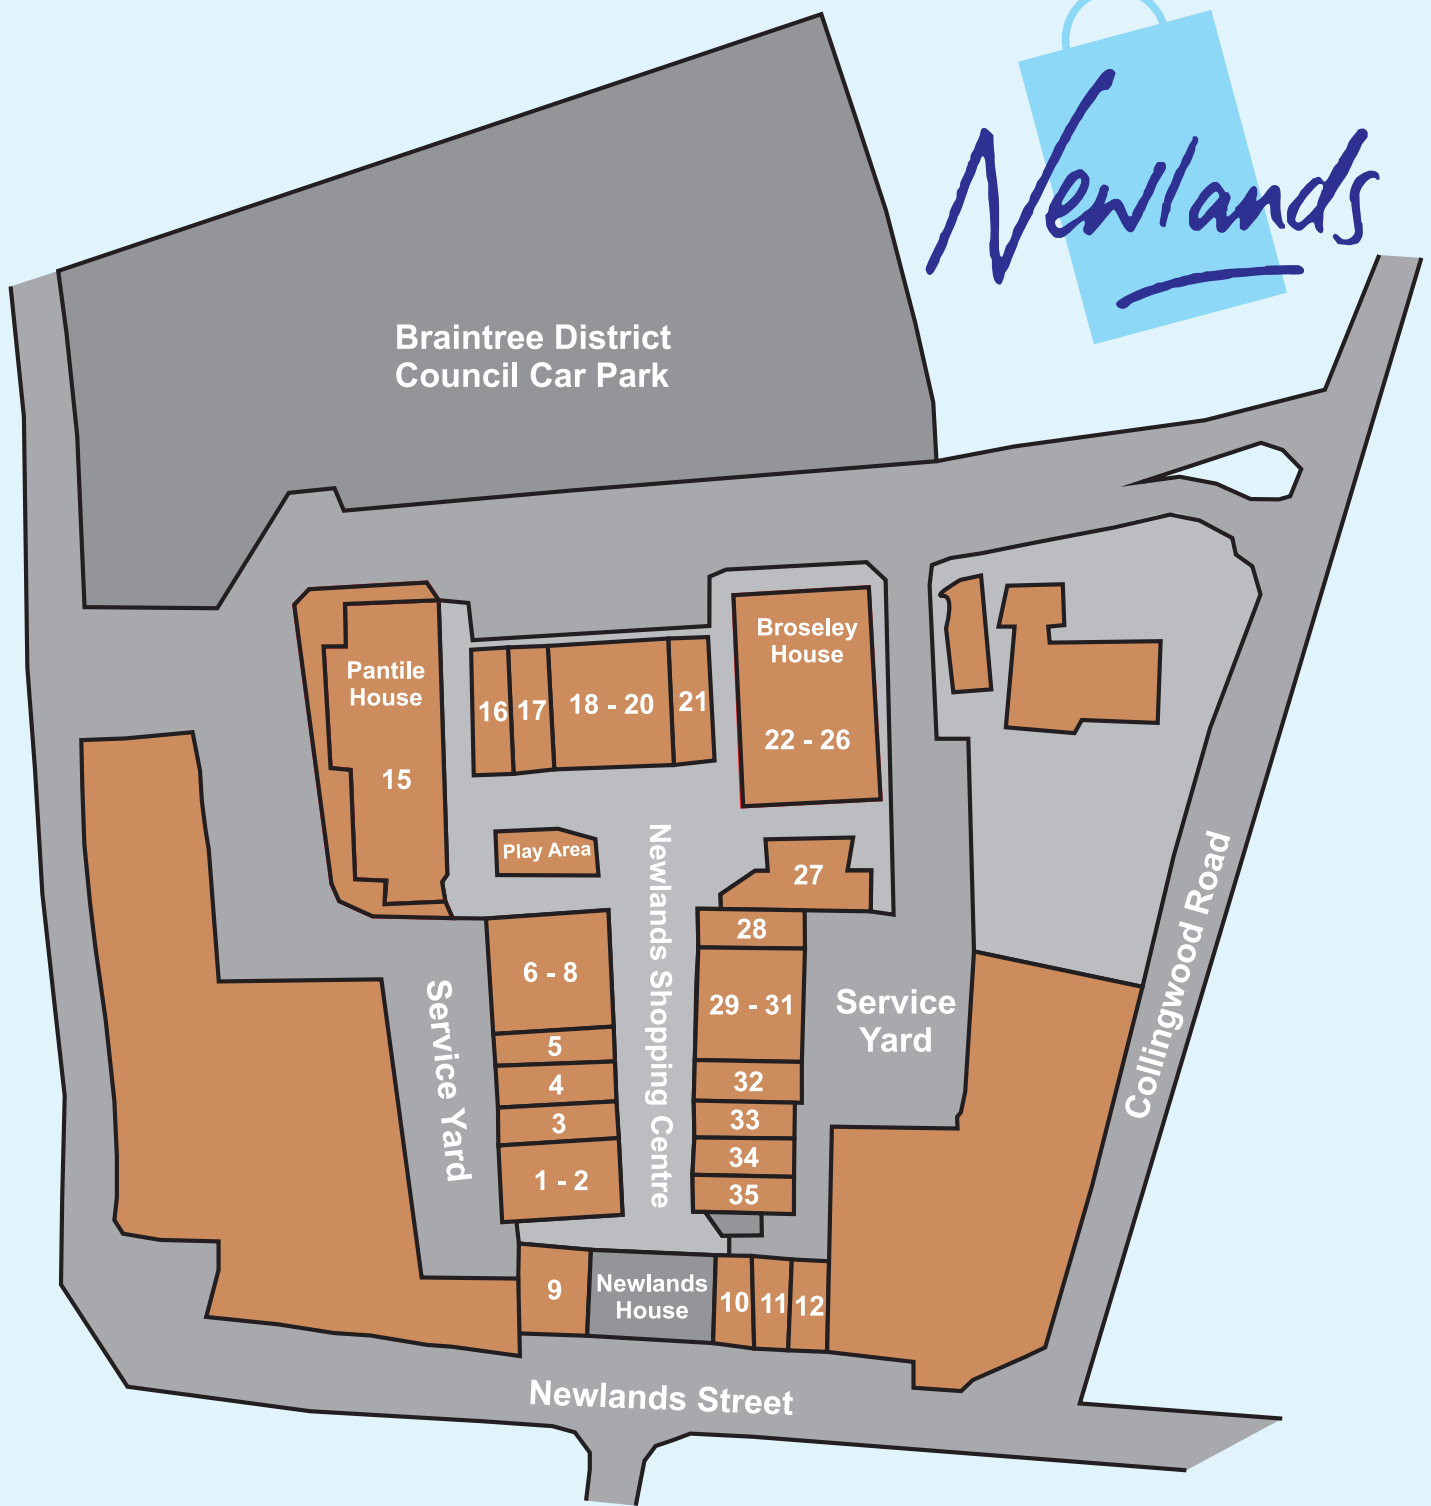 Newlands
Braintree District
Council Car Park
Pantile
House
15
16
17
18 - 20
21
Broseley
House
22 - 26
Play Area
27
Newlands Shopping Centre
6 - 8
5
4
3
1 - 2
28
29 - 31
32
33
34
35
Service Yard
Service
Yard
Collingwood Road
9
Newlands
House
10
11
12
Newlands Street